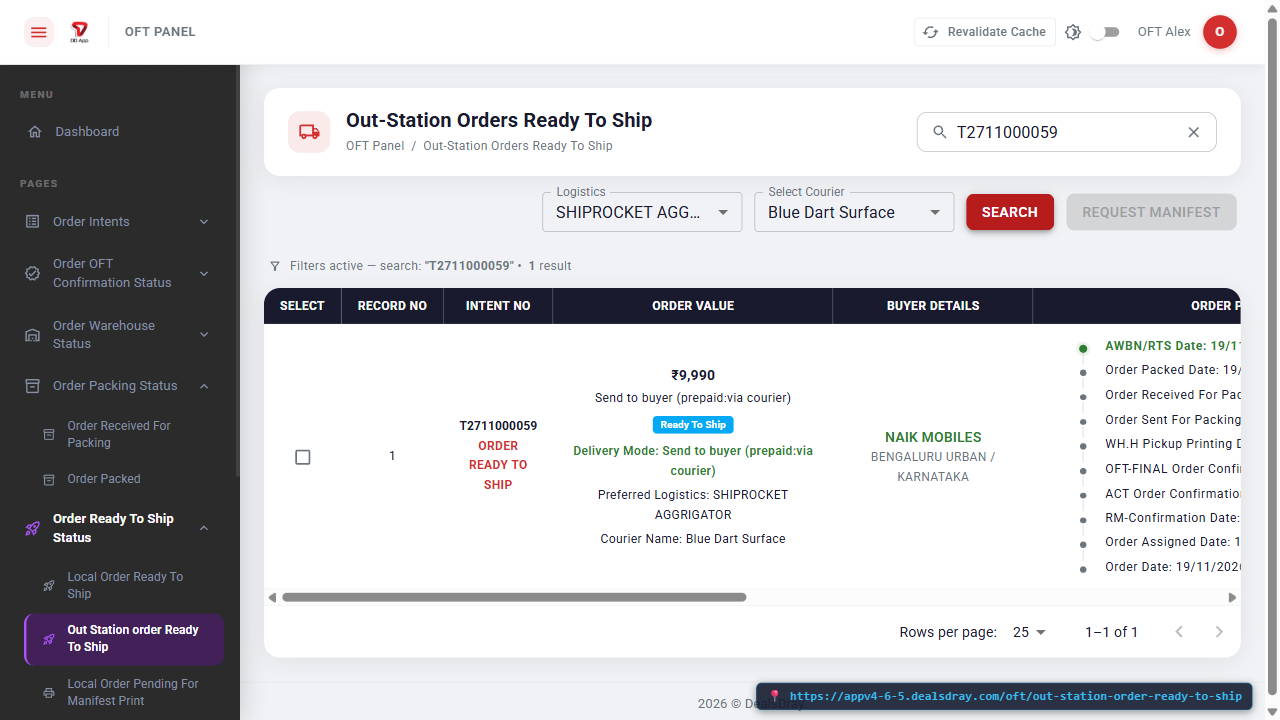 DD App
OFT PANEL
Revalidate Cache
OFT Alex
O
MENU
Dashboard
PAGES
Order Intents
Order OFT
Confirmation Status
Order Warehouse
Status
Order Packing Status
Order Received For
Packing
Order Packed
Order Ready To Ship
Status
Local Order Ready To
Ship
Out Station order Ready
To Ship
Local Order Pending For
Manifest Print
Out-Station Orders Ready To Ship
OFT Panel / Out-Station Orders Ready To Ship
T2711000059
Logistics
SHIPROCKET AGG...
Select Courier
Blue Dart Surface
SEARCH
REQUEST MANIFEST
Filters active — search: "T2711000059" • 1 result
SELECT RECORD NO INTENT NO ORDER VALUE BUYER DETAILS ORDER P
1
T2711000059
ORDER
READY TO
SHIP
₹9,990
Send to buyer (prepaid:via courier)
Ready To Ship
Delivery Mode: Send to buyer (prepaid:via
courier)
Preferred Logistics: SHIPROCKET
AGGRIGATOR
Courier Name: Blue Dart Surface
NAIK MOBILES
BENGALURU URBAN /
KARNATAKA
AWBN/RTS Date: 19/11
Order Packed Date: 19/
Order Received For Pac
Order Sent For Packing
WH.H Pickup Printing D
OFT-FINAL Order Confi
ACT Order Confirmatio
RM-Confirmation Date:
Order Assigned Date: 1
Order Date: 19/11/202
Rows per page: 25 1–1 of 1
2026 © DealsDray
https://appv4-6-5.dealsdray.com/oft/out-station-order-ready-to-ship